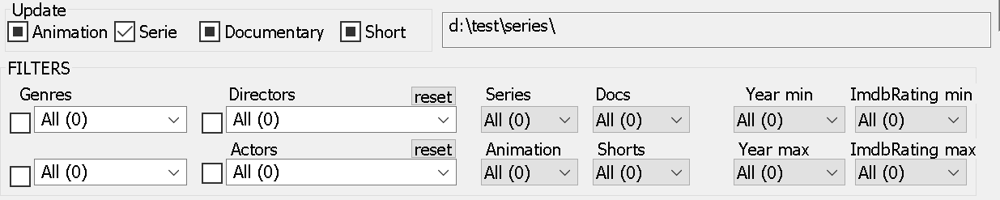 Update
Animation Serie Documentary Short
d:\test\series\
FILTERS
Genres Directors reset Series Docs Year min ImdbRating min
All (0) All (0) All (0) All (0) All (0) All (0)
Actors reset Animation Shorts Year max ImdbRating max
All (0) All (0) All (0) All (0) All (0) All (0)